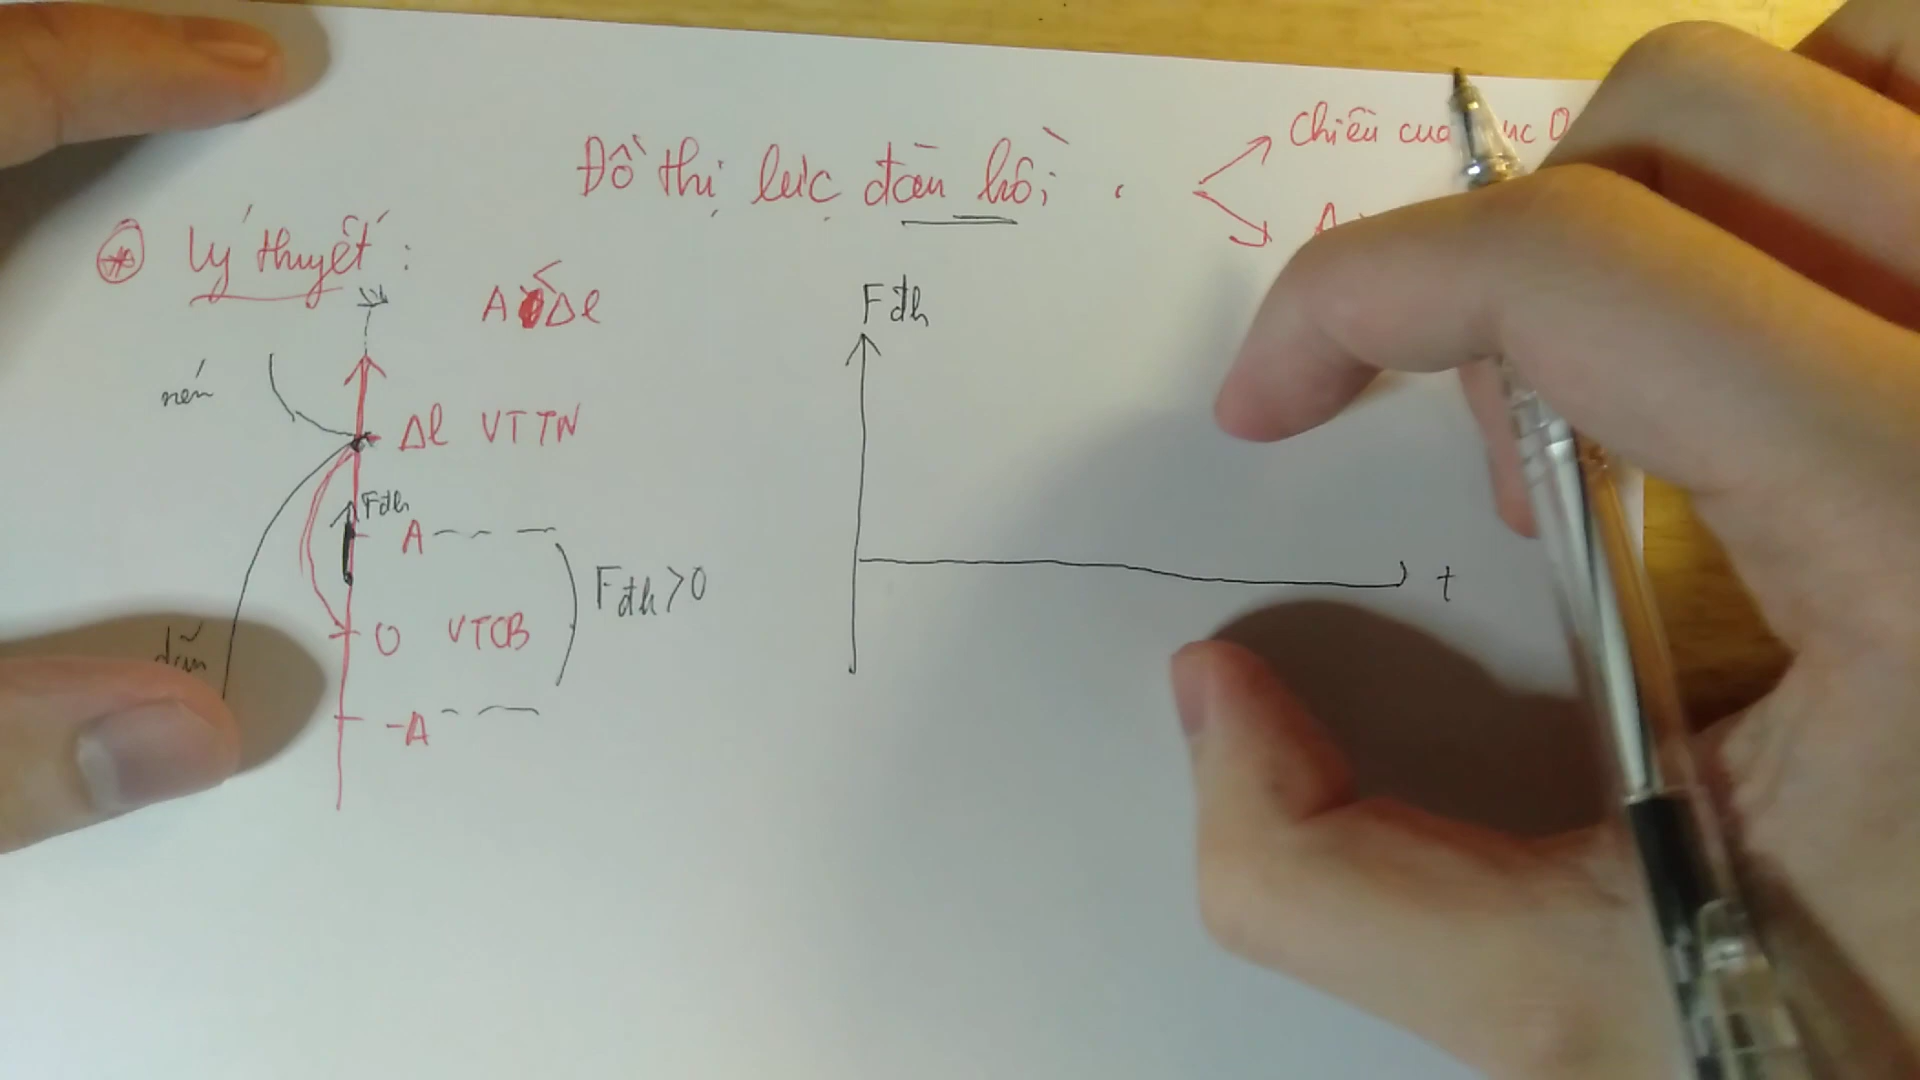 Đồ thị lực đàn hồi.
Chiều
A
* Lý thuyết:
A < Δl
nén
Δl VTTN
Fđh
A
Fđh>0
O VTCB
dãn
-A
Fđh
t